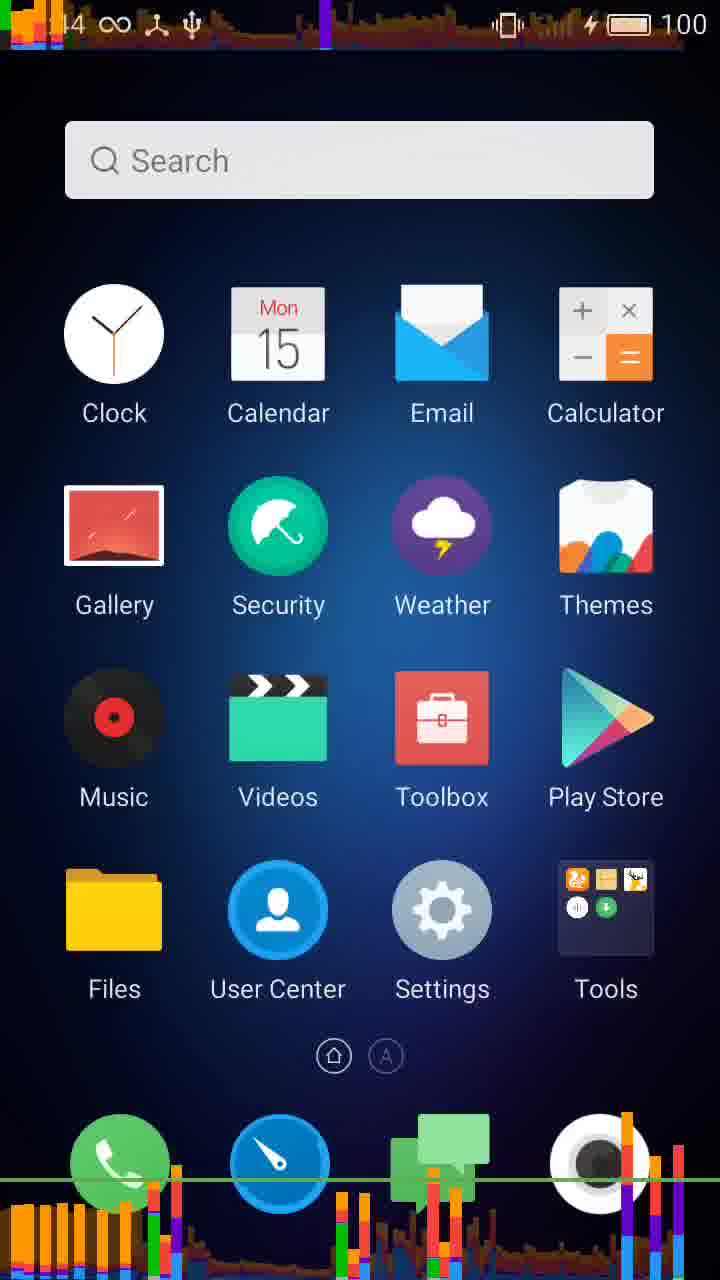 :44 100
Search
Mon
15
Clock Calendar Email Calculator
Gallery Security Weather Themes
Music Videos Toolbox Play Store
Files User Center Settings Tools
A